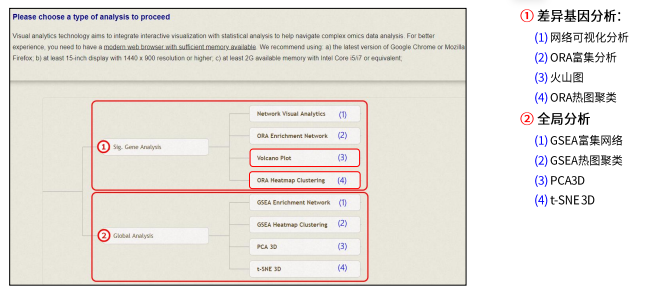 Please choose a type of analysis to proceed
Visual analytics technology aims to integrate interactive visualization with statistical analysis to help navigate complex omics data analysis. For better
experience, you need to have a modern web browser with sufficient memory available. We recommend using: a) the latest version of Google Chrome or Mozilla
Firefox; b) at least 15-inch display with 1440 x 900 resolution or higher; c) at least 2G available memory with Intel Core i5/i7 or equivalent;
① Sig. Gene Analysis
Network Visual Analytics (1)
ORA Enrichment Network (2)
Volcano Plot (3)
ORA Heatmap Clustering (4)
② Global Analysis
GSEA Enrichment Network (1)
GSEA Heatmap Clustering (2)
PCA 3D (3)
t-SNE 3D (4)
① 差异基因分析：
(1) 网络可视化分析
(2) ORA富集分析
(3) 火山图
(4) ORA热图聚类
② 全局分析
(1) GSEA富集网络
(2) GSEA热图聚类
(3) PCA3D
(4) t-SNE 3D